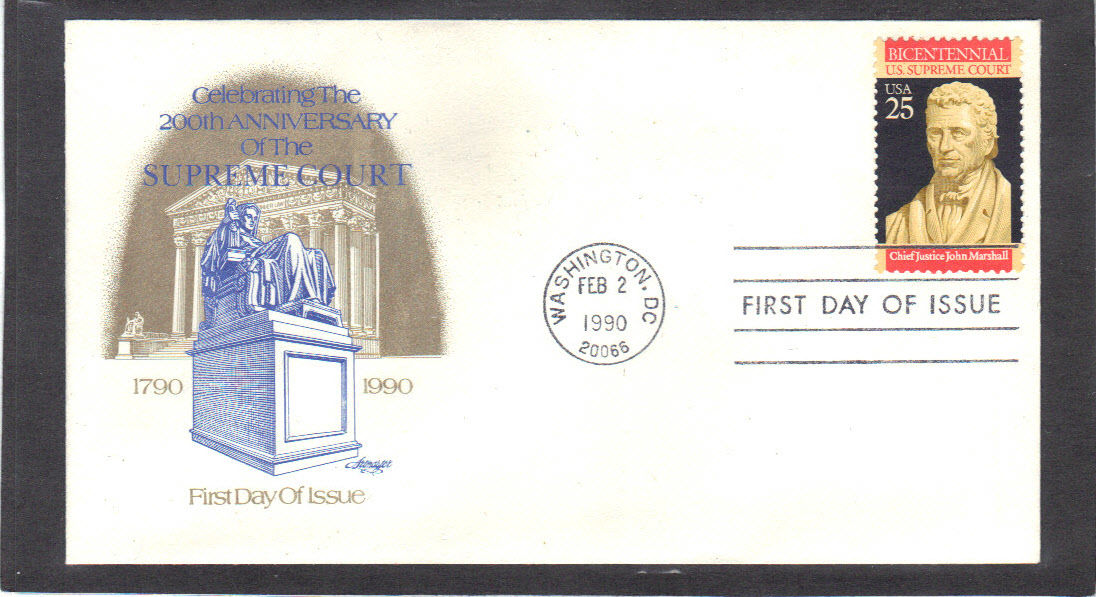 Celebrating The
200th ANNIVERSARY
Of The
SUPREME COURT
1790
1990
First Day Of Issue
WASHINGTON, DC
FEB 2
1990
20066
BICENTENNIAL
U.S. SUPREME COURT
USA
25
Chief Justice John Marshall
FIRST DAY OF ISSUE